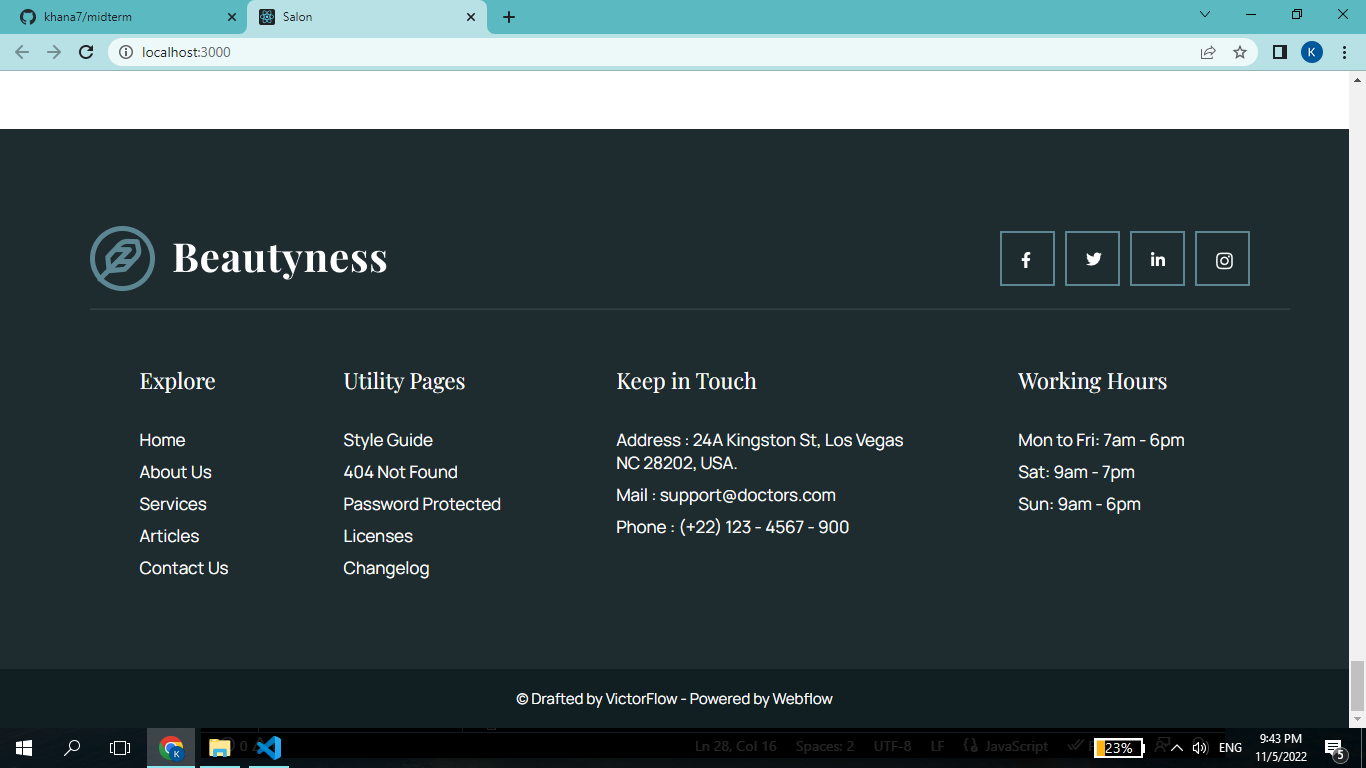 khana7/midterm
Salon
localhost:3000
K
Beautyness
Explore
Home
About Us
Services
Articles
Contact Us
Utility Pages
Style Guide
404 Not Found
Password Protected
Licenses
Changelog
Keep in Touch
Address : 24A Kingston St, Los Vegas
NC 28202, USA.
Mail : support@doctors.com
Phone : (+22) 123 - 4567 - 900
Working Hours
Mon to Fri: 7am - 6pm
Sat: 9am - 7pm
Sun: 9am - 6pm
© Drafted by VictorFlow - Powered by Webflow
K
0
Ln 28, Col 16 Spaces: 2 UTF-8 LF {} JavaScript
23%
ENG
9:43 PM
11/5/2022
5